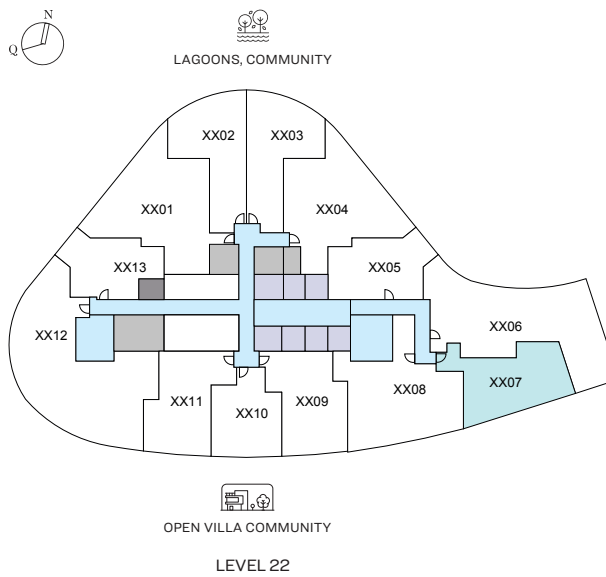 N
Q
LAGOONS, COMMUNITY
XX02
XX03
XX01
XX04
XX13
XX05
XX12
XX06
XX07
XX08
XX11
XX10
XX09
OPEN VILLA COMMUNITY
LEVEL 22